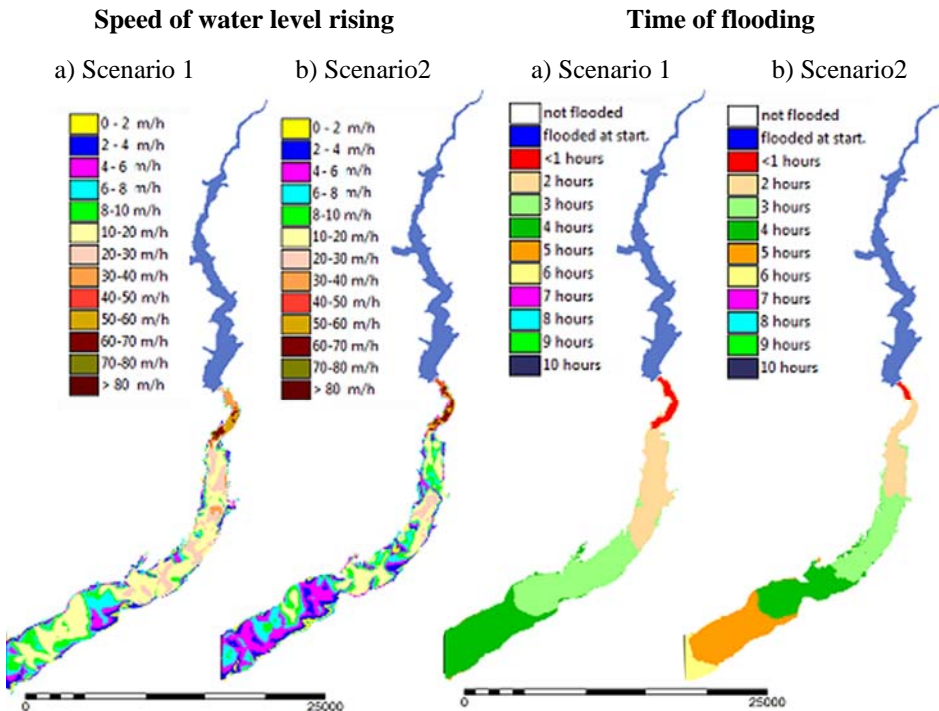 Speed of water level rising
Time of flooding
a) Scenario 1
b) Scenario2
a) Scenario 1
b) Scenario2
0 - 2 m/h
2 - 4 m/h
4 - 6 m/h
6 - 8 m/h
8-10 m/h
10-20 m/h
20-30 m/h
30-40 m/h
40-50 m/h
50-60 m/h
60-70 m/h
70-80 m/h
> 80 m/h
0 - 2 m/h
2 - 4 m/h
4 - 6 m/h
6 - 8 m/h
8-10 m/h
10-20 m/h
20-30 m/h
30-40 m/h
40-50 m/h
50-60 m/h
60-70 m/h
70-80 m/h
> 80 m/h
not flooded
flooded at start.
<1 hours
2 hours
3 hours
4 hours
5 hours
6 hours
7 hours
8 hours
9 hours
10 hours
not flooded
flooded at start.
<1 hours
2 hours
3 hours
4 hours
5 hours
6 hours
7 hours
8 hours
9 hours
10 hours
0
25000
0
25000